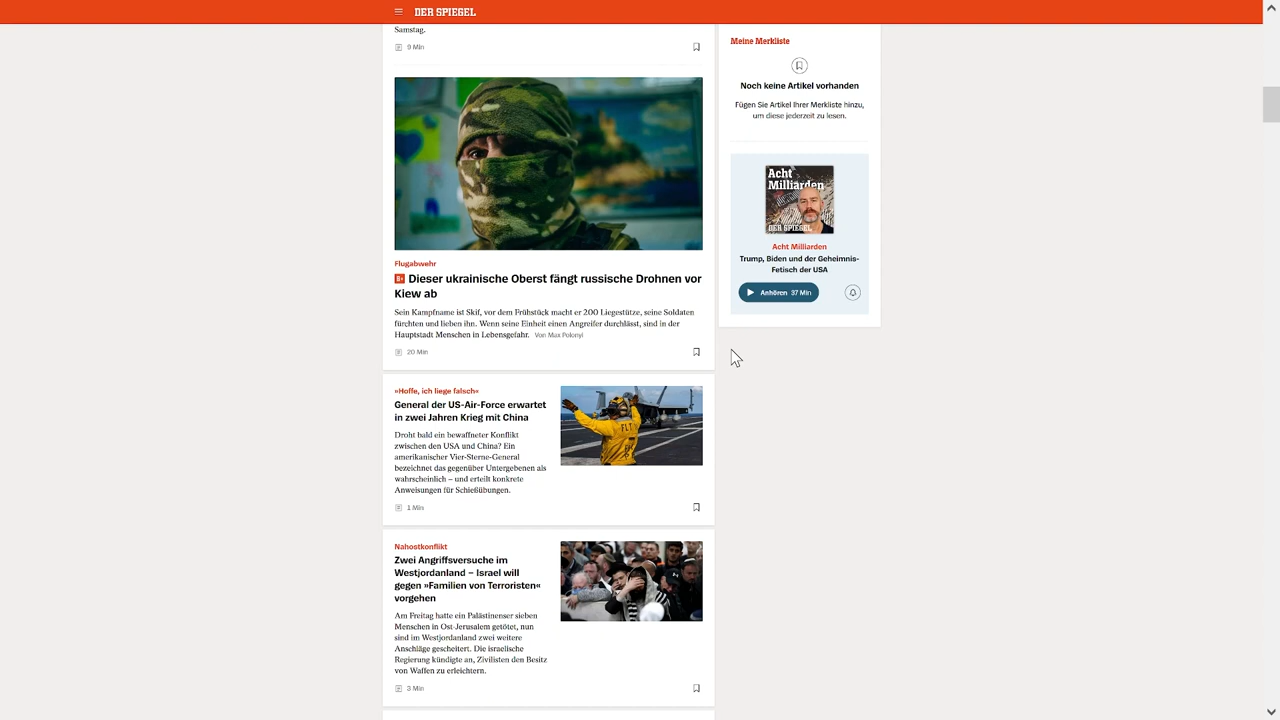 DER SPIEGEL
Samstag.
9 Min
Flugabwehr
S+ Dieser ukrainische Oberst fängt russische Drohnen vor
Kiew ab
Sein Kampfname ist Skif, vor dem Frühstück macht er 200 Liegestütze, seine Soldaten
fürchten und lieben ihn. Wenn seine Einheit einen Angreifer durchlässt, sind in der
Hauptstadt Menschen in Lebensgefahr. Von Max Polonyi
20 Min
»Hoffe, ich liege falsch«
General der US-Air-Force erwartet
in zwei Jahren Krieg mit China
Droht bald ein bewaffneter Konflikt
zwischen den USA und China? Ein
amerikanischer Vier-Sterne-General
bezeichnet das gegenüber Untergebenen als
wahrscheinlich – und erteilt konkrete
Anweisungen für Schießübungen.
1 Min
Nahostkonflikt
Zwei Angriffsversuche im
Westjordanland – Israel will
gegen »Familien von Terroristen«
vorgehen
Am Freitag hatte ein Palästinenser sieben
Menschen in Ost-Jerusalem getötet, nun
sind im Westjordanland zwei weitere
Anschläge gescheitert. Die israelische
Regierung kündigte an, Zivilisten den Besitz
von Waffen zu erleichtern.
3 Min
Meine Merkliste
Noch keine Artikel vorhanden
Fügen Sie Artikel Ihrer Merkliste hinzu,
um diese jederzeit zu lesen.
Acht
Milliarden
DER SPIEGEL
Acht Milliarden
Trump, Biden und der Geheimnis-
Fetisch der USA
Anhören 37 Min